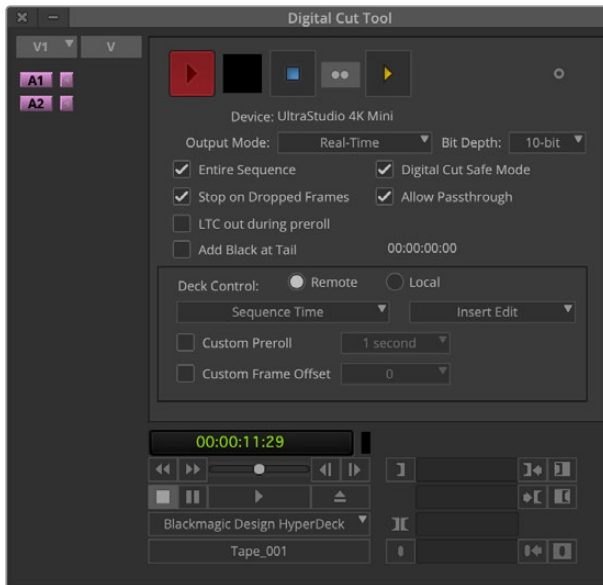 Digital Cut Tool
V1 V
A1
A2
Device: UltraStudio 4K Mini
Output Mode: Real-Time Bit Depth: 10-bit
Entire Sequence Digital Cut Safe Mode
Stop on Dropped Frames Allow Passthrough
LTC out during preroll
Add Black at Tail 00:00:00:00
Deck Control: Remote Local
Sequence Time Insert Edit
Custom Preroll 1 second
Custom Frame Offset 0
00:00:11:29
Blackmagic Design HyperDeck
Tape_001